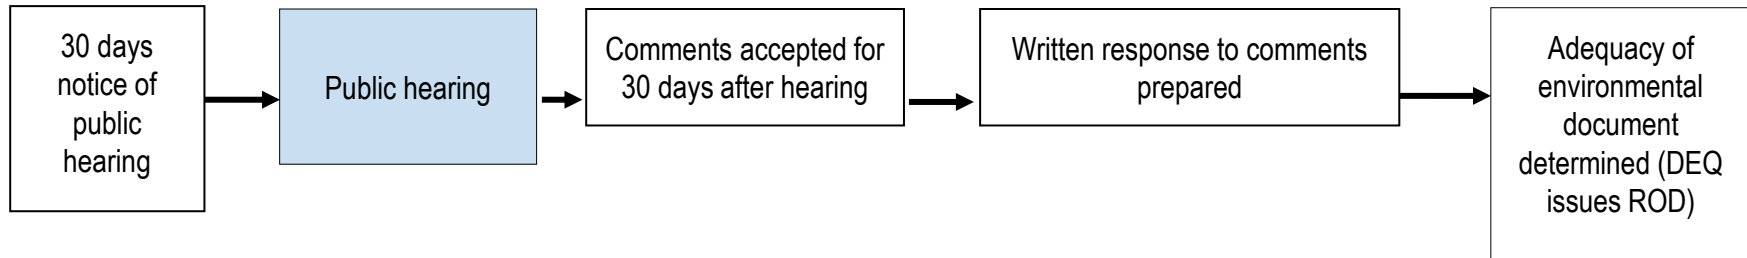 30 days
notice of
public
hearing
Public hearing
Comments accepted for
30 days after hearing
Written response to comments
prepared
Adequacy of
environmental
document
determined (DEQ
issues ROD)